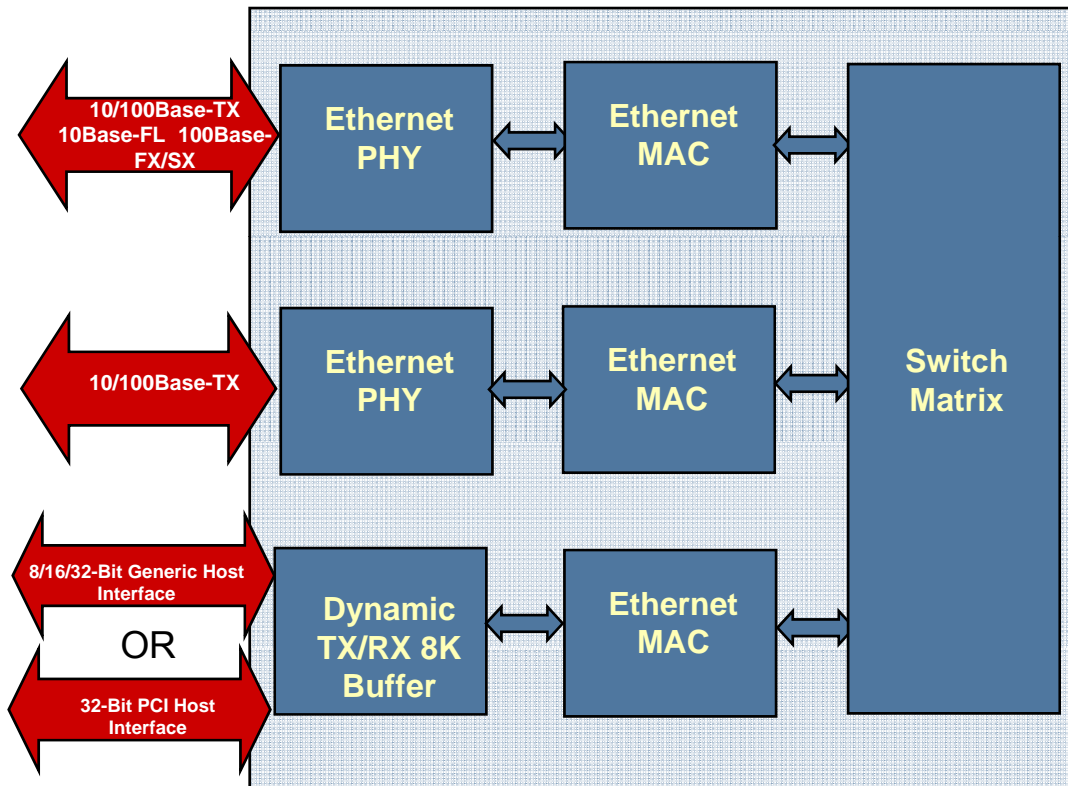 10/100Base-TX
10Base-FL 100Base-
FX/SX
Ethernet
PHY
Ethernet
MAC
10/100Base-TX
Ethernet
PHY
Ethernet
MAC
Switch
Matrix
8/16/32-Bit Generic Host
Interface
OR
32-Bit PCI Host
Interface
Dynamic
TX/RX 8K
Buffer
Ethernet
MAC